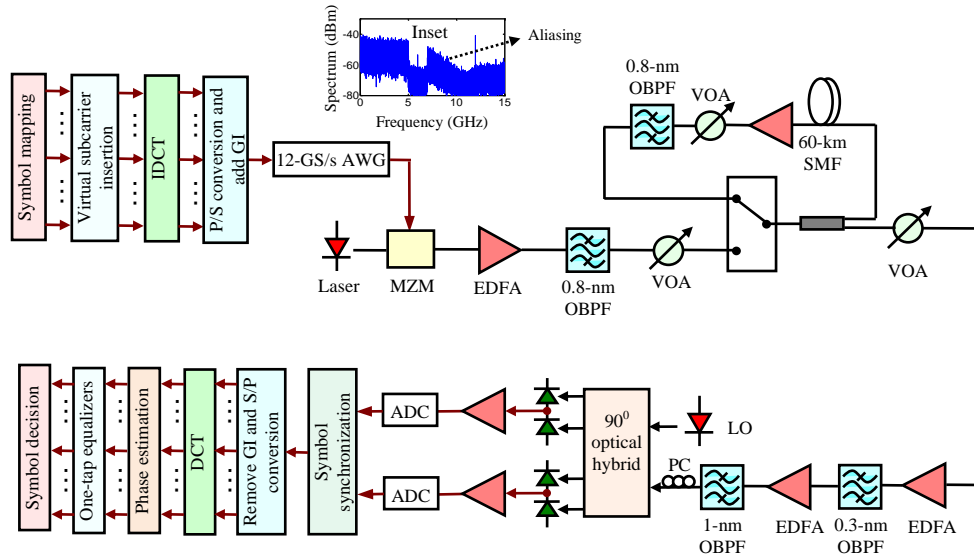 Symbol mapping
Virtual subcarrier
insertion
IDCT
P/S conversion and
add GI
12-GS/s AWG
Spectrum (dBm)
-40
-60
-80
Inset
Aliasing
0
5
10
15
Frequency (GHz)
Laser
MZM
EDFA
0.8-nm
OBPF
VOA
0.8-nm
OBPF
VOA
60-km
SMF
VOA
Symbol decision
One-tap equalizers
Phase estimation
DCT
Remove GI and S/P
conversion
Symbol
synchronization
ADC
ADC
90⁰
optical
hybrid
LO
PC
1-nm
OBPF
EDFA
0.3-nm
OBPF
EDFA